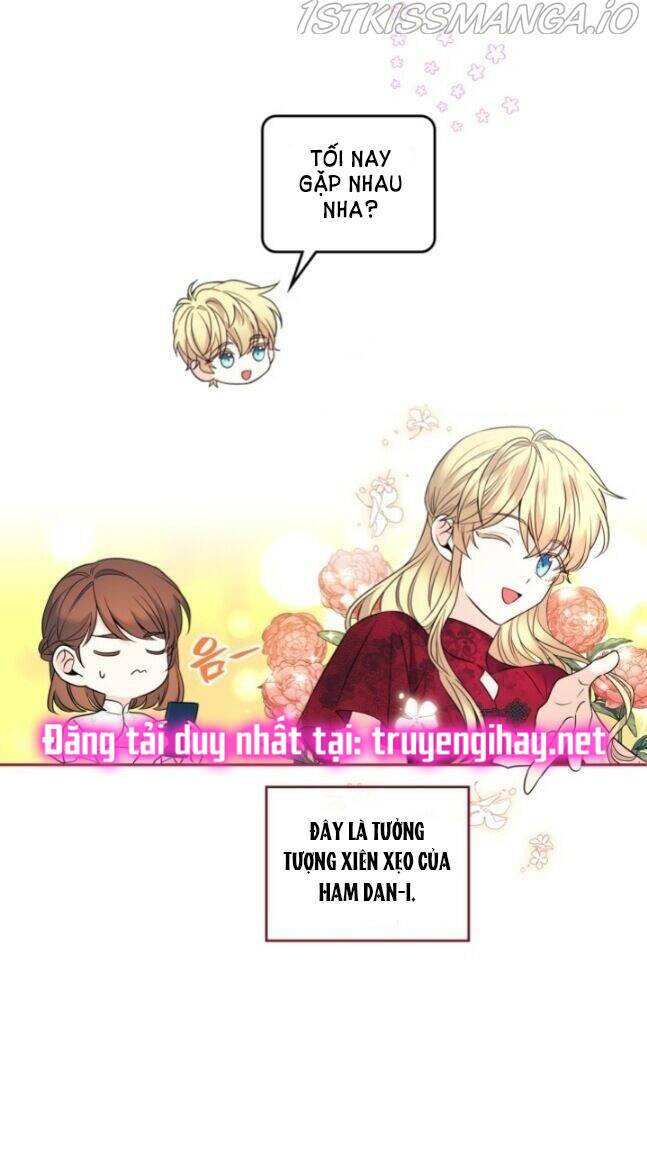 1STKISSMANGA.IO
TỐI NAY
GẶP NHAU
NHA?
음~
Đăng tải duy nhất tại: truyengihay.net
ĐÂY LÀ TƯỞNG
TƯỢNG XIÊN XẸO CỦA
HAM DAN-I.